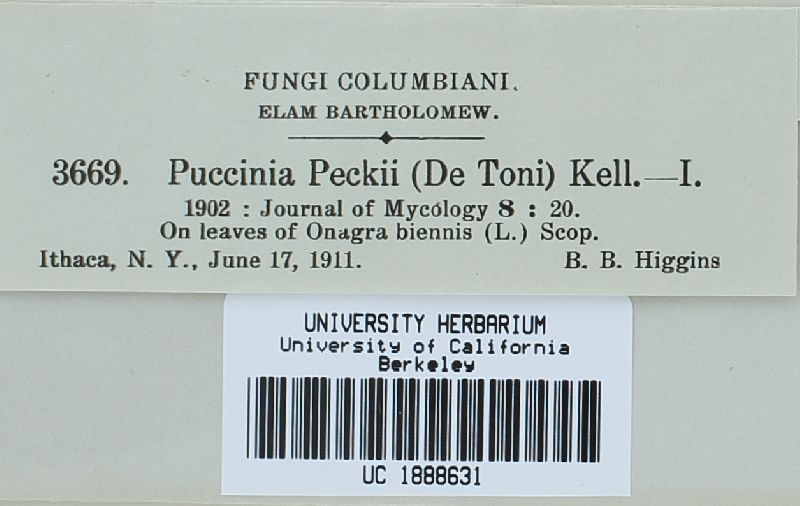 FUNGI COLUMBIANI.
ELAM BARTHOLOMEW.
3669. Puccinia Peckii (De Toni) Kell.—I.
1902 : Journal of Mycology 8 : 20.
On leaves of Onagra biennis (L.) Scop.
Ithaca, N. Y., June 17, 1911. B. B. Higgins
UNIVERSITY HERBARIUM
University of California
Berkeley
UC 1888631